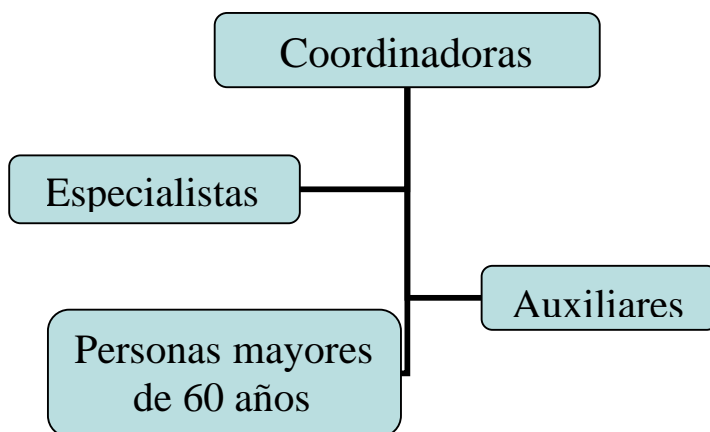 Coordinadoras
Especialistas
Auxiliares
Personas mayores
de 60 años